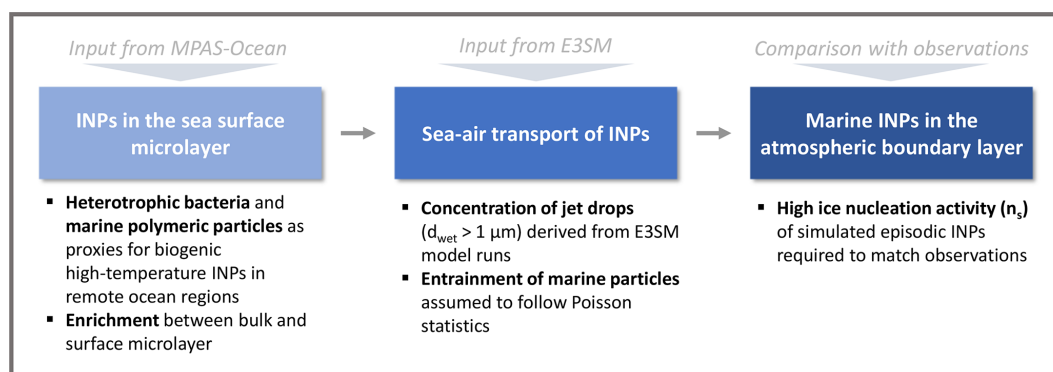 Input from MPAS-Ocean
INPs in the sea surface
microlayer
▪ Heterotrophic bacteria and
marine polymeric particles as
proxies for biogenic
high-temperature INPs in
remote ocean regions
▪ Enrichment between bulk and
surface microlayer
Input from E3SM
Sea-air transport of INPs
▪ Concentration of jet drops
(d_wet > 1 µm) derived from E3SM
model runs
▪ Entrainment of marine particles
assumed to follow Poisson
statistics
Comparison with observations
Marine INPs in the
atmospheric boundary layer
▪ High ice nucleation activity (n_s)
of simulated episodic INPs
required to match observations